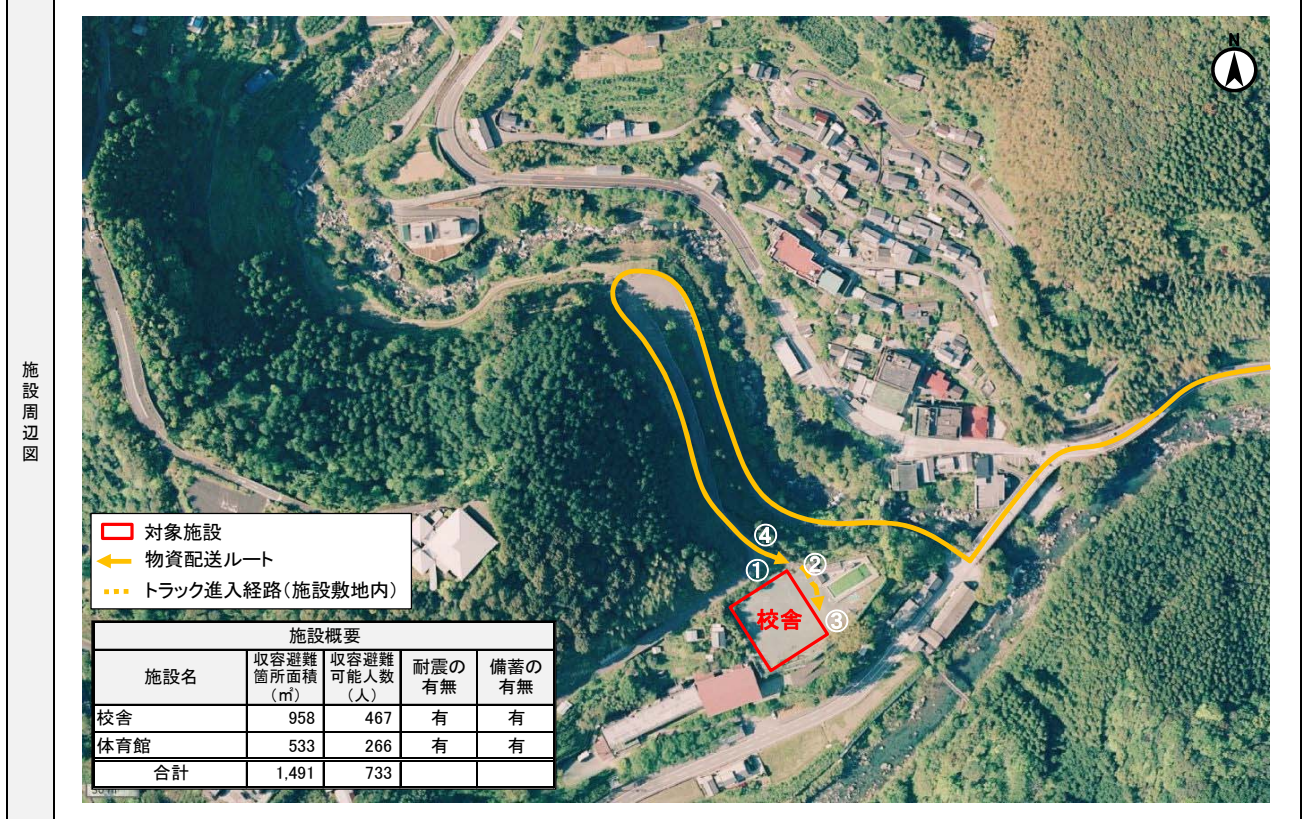 施設周辺図
N
④
①
②
③
校舎
対象施設
物資配送ルート
トラック進入経路(施設敷地内)
施設概要
施設名 収容避難箇所面積(㎡) 収容避難可能人数(人) 耐震の有無 備蓄の有無
校舎 958 467 有 有
体育館 533 266 有 有
合計 1,491 733